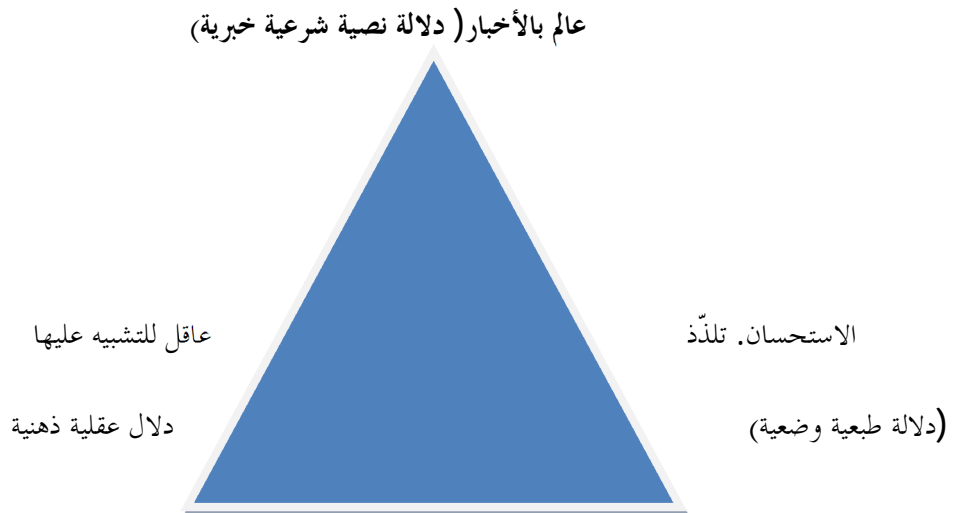 عالم بالأخبار( دلالة نصية شرعية خبرية)
الاستحسان. تلذّذ
عاقل للتشبيه عليها
(دلالة طبعية وضعية)
دلال عقلية ذهنية